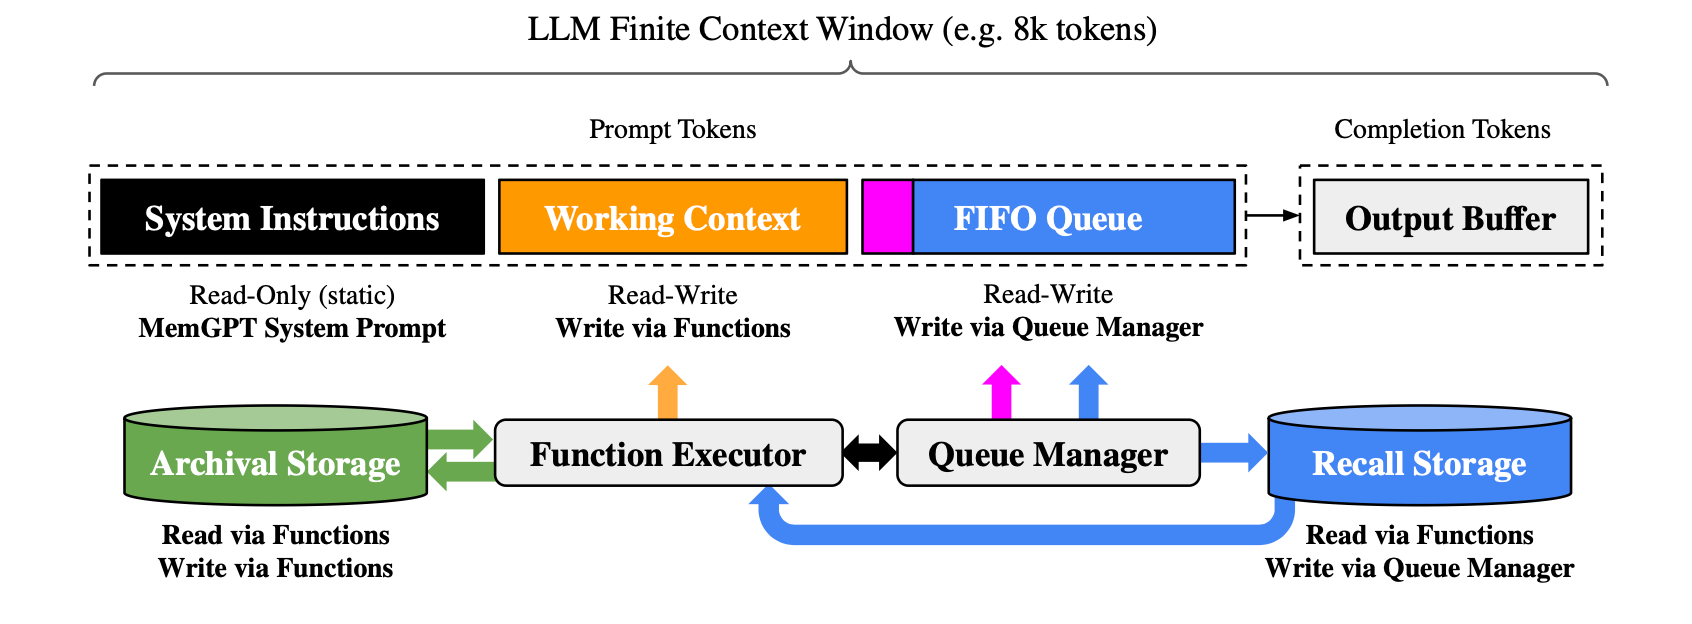 LLM Finite Context Window (e.g. 8k tokens)
Prompt Tokens
Completion Tokens
System Instructions
Working Context
FIFO Queue
Output Buffer
Read-Only (static)
MemGPT System Prompt
Read-Write
Write via Functions
Read-Write
Write via Queue Manager
Archival Storage
Function Executor
Queue Manager
Recall Storage
Read via Functions
Write via Functions
Read via Functions
Write via Queue Manager